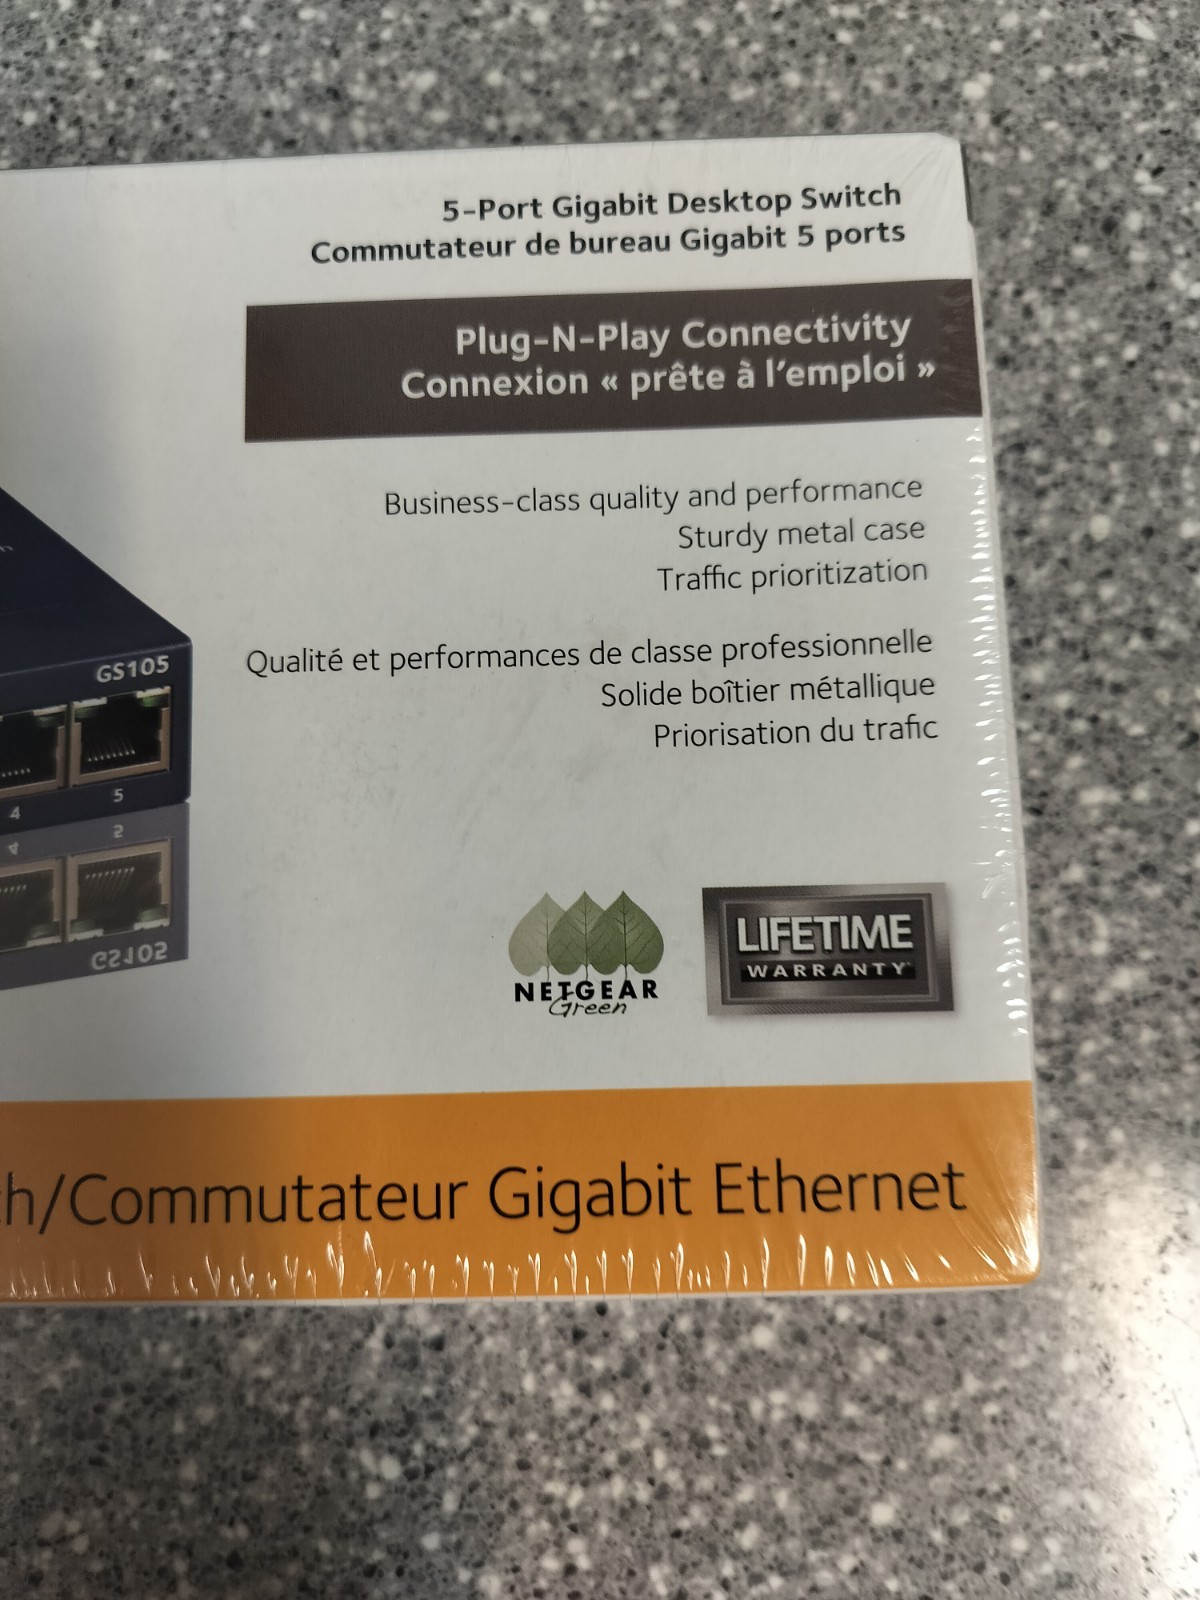 5-Port Gigabit Desktop Switch
Commutateur de bureau Gigabit 5 ports
Plug-N-Play Connectivity
Connexion « prête à l'emploi »
Business-class quality and performance
Sturdy metal case
Traffic prioritization
Qualité et performances de classe professionnelle
Solide boîtier métallique
Priorisation du trafic
GS105
4 5
NETGEAR
Green
LIFETIME
WARRANTY
h/Commutateur Gigabit Ethernet